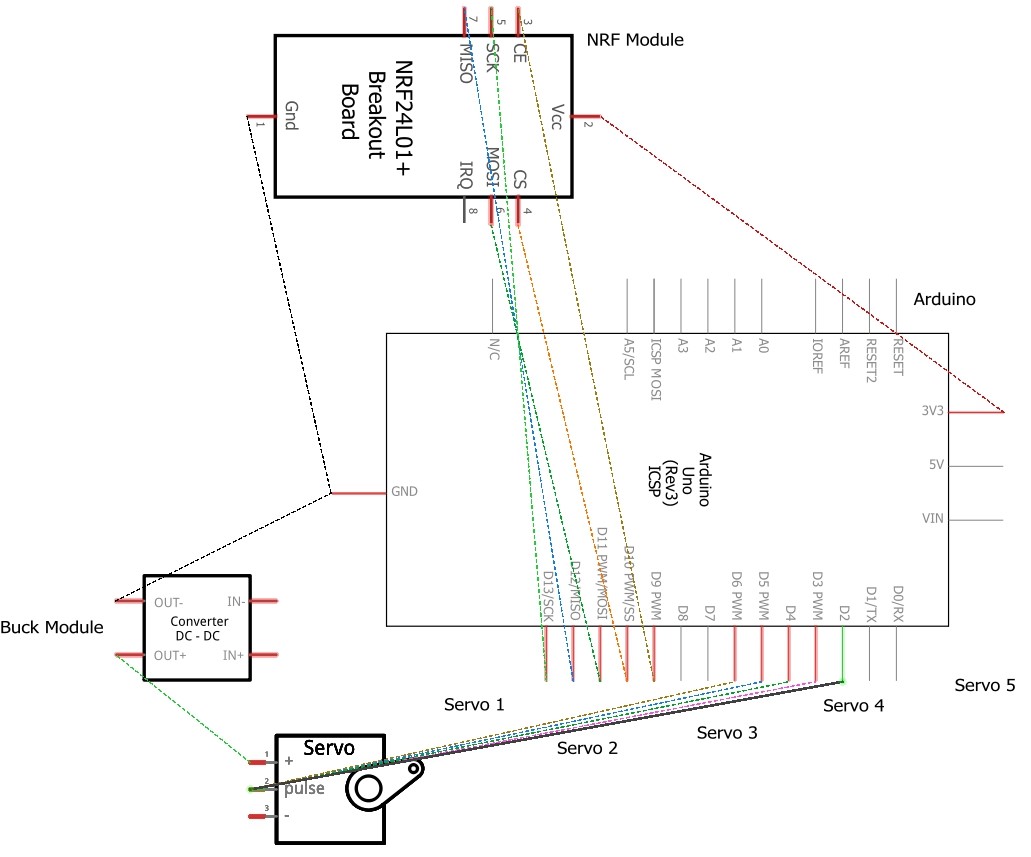 7
5
3
NRF Module
MISO
SCK
CE
NRF24L01+
Breakout
Board
Gnd
1
Vcc
2
IRQ
MOSI
CS
8
6
4
Arduino
N/C
A5/SCL
ICSP MOSI
A3
A2
A1
A0
IOREF
AREF
RESET2
RESET
3V3
5V
VIN
GND
Arduino
Uno
(Rev3)
ICSP
D13/SCK
D12/MISO
D11 PWM/MOSI
D10 PWM/SS
D9 PWM
D8
D7
D6 PWM
D5 PWM
D4
D3 PWM
D2
D1/TX
D0/RX
Buck Module
OUT-
IN-
Converter
DC - DC
OUT+
IN+
Servo 1
Servo 2
Servo 3
Servo 4
Servo 5
Servo
1
+
2
pulse
3
-